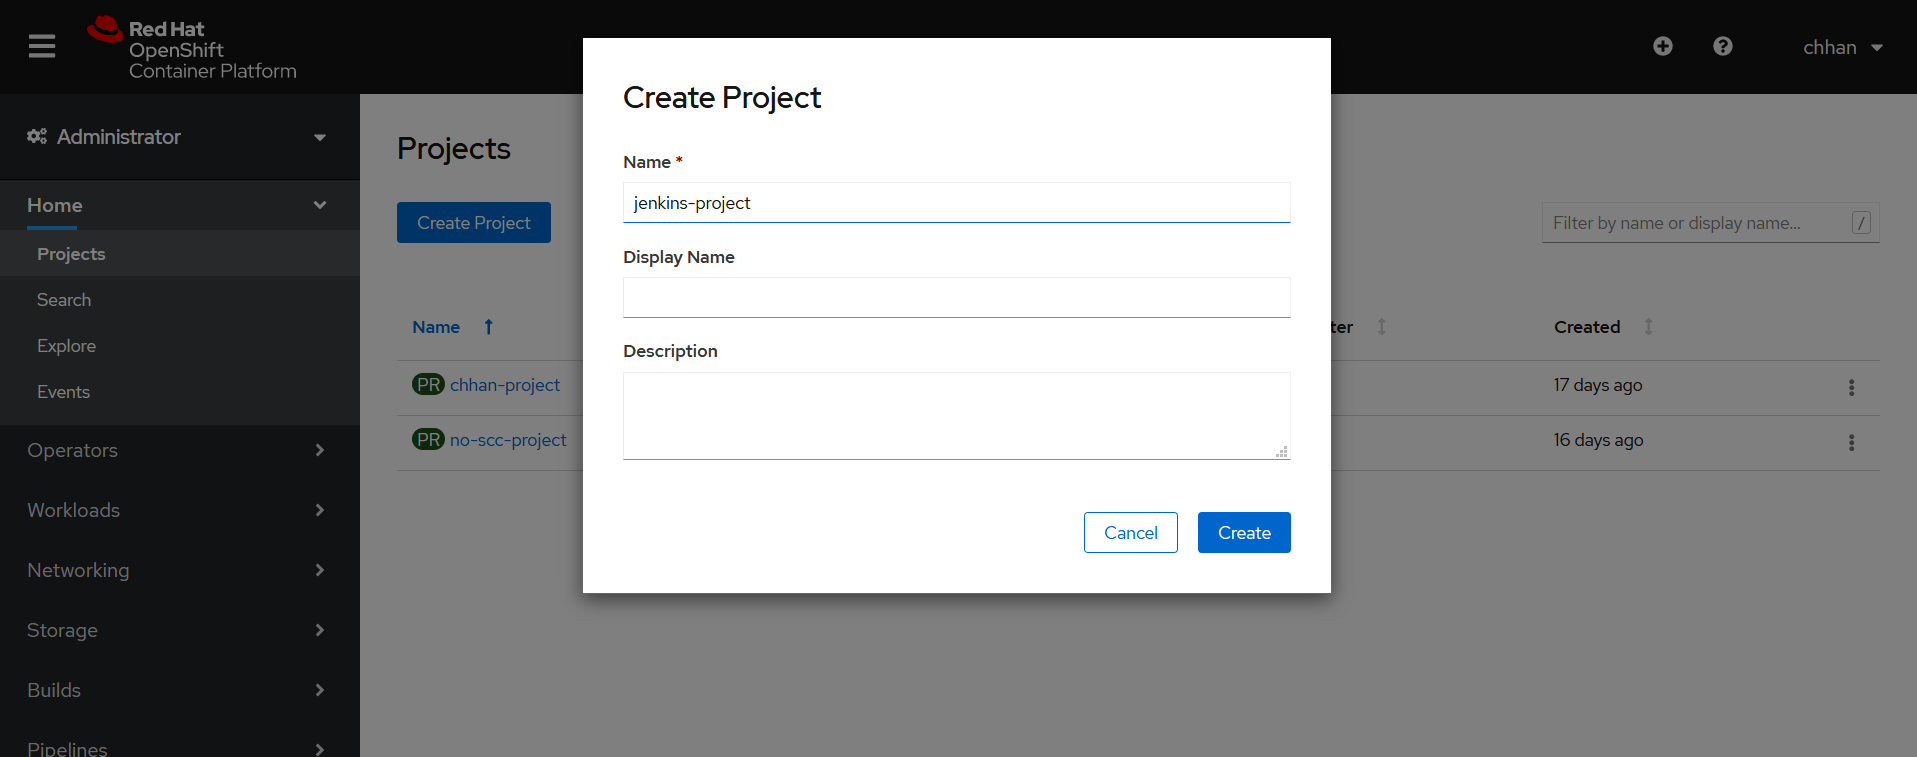 Red Hat
OpenShift
Container Platform
chhan
Administrator
Home
Projects
Search
Explore
Events
Operators
Workloads
Networking
Storage
Builds
Pipelines
Projects
Create Project
Filter by name or display name...
/
Name
Created
PR chhan-project
17 days ago
PR no-scc-project
16 days ago
Create Project
Name *
jenkins-project
Display Name
Description
Cancel
Create